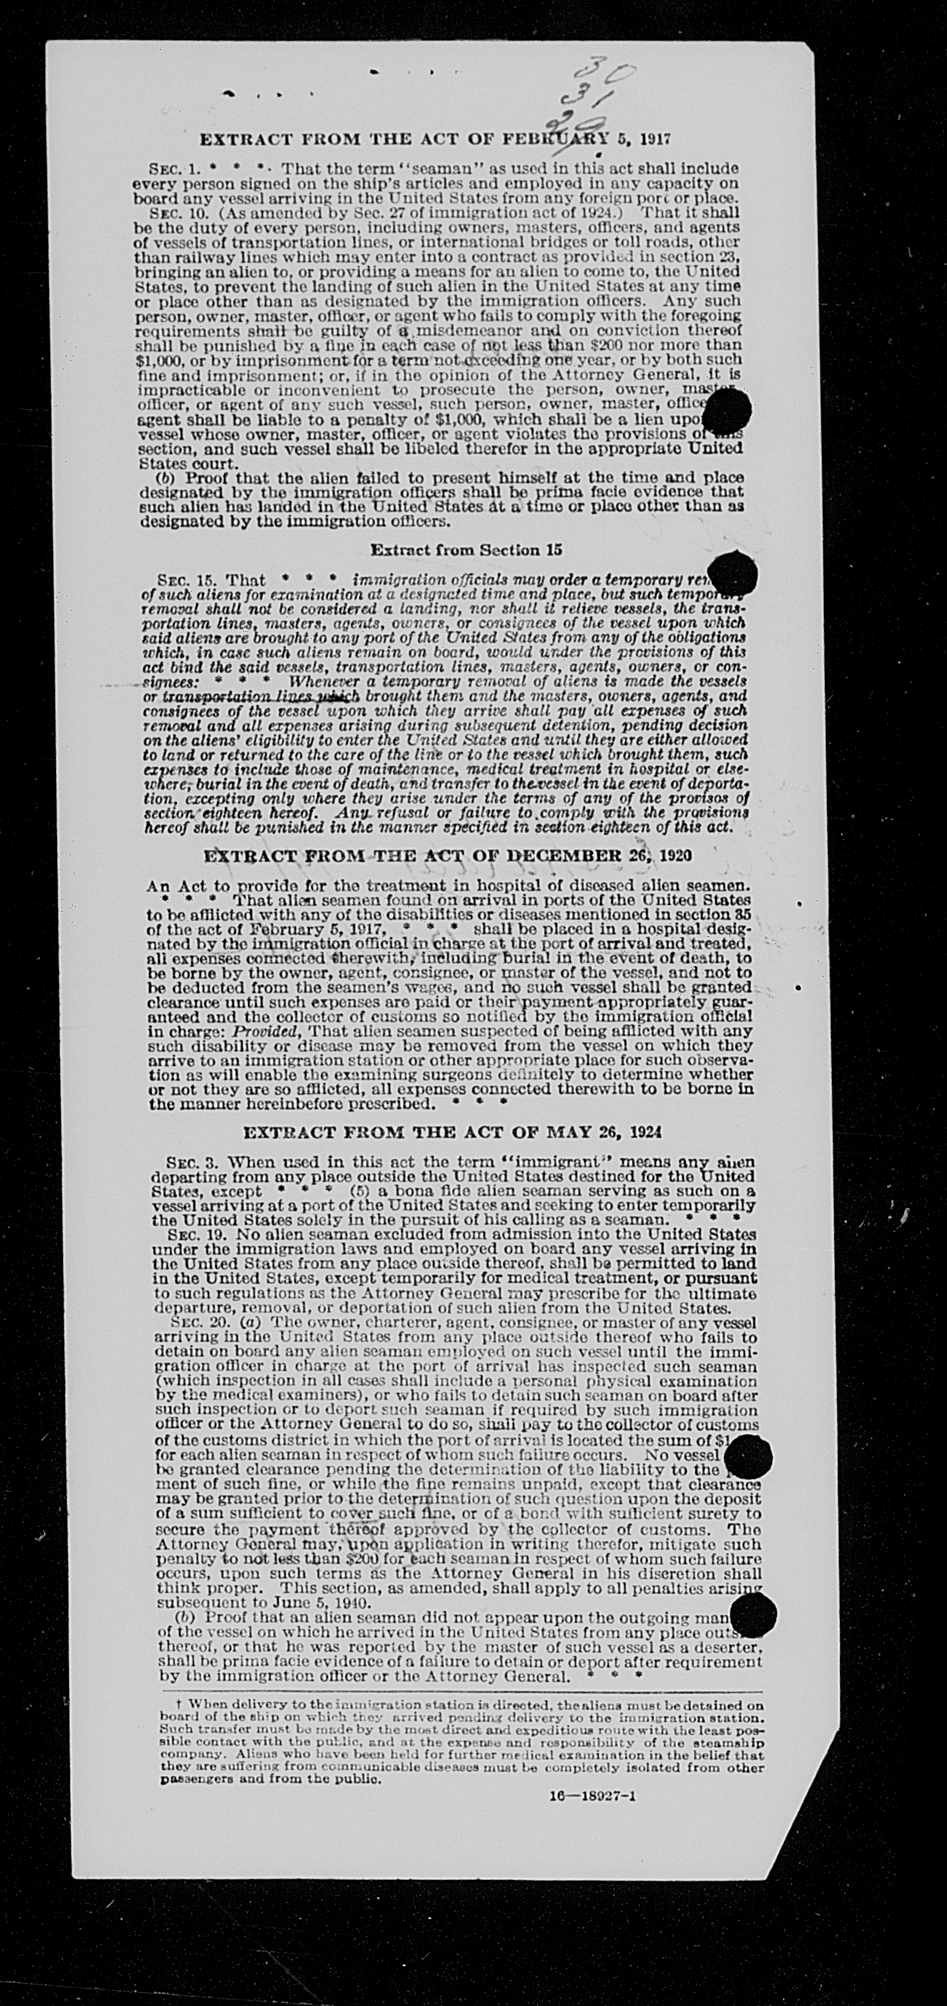 30
31
29
EXTRACT FROM THE ACT OF FEBRUARY 5, 1917
SEC. 1. * * * That the term "seaman" as used in this act shall include
every person signed on the ship's articles and employed in any capacity on
board any vessel arriving in the United States from any foreign port or place.
SEC. 10. (As amended by Sec. 27 of immigration act of 1924.) That it shall
be the duty of every person, including owners, masters, officers, and agents
of vessels of transportation lines, or international bridges or toll roads, other
than railway lines which may enter into a contract as provided in section 23,
bringing an alien to, or providing a means for an alien to come to, the United
States, to prevent the landing of such alien in the United States at any time
or place other than as designated by the immigration officers. Any such
person, owner, master, officer, or agent who fails to comply with the foregoing
requirements shall be guilty of a misdemeanor and on conviction thereof
shall be punished by a fine in each case of not less than $200 nor more than
$1,000, or by imprisonment for a term not exceeding one year, or by both such
fine and imprisonment; or, if in the opinion of the Attorney General, it is
impracticable or inconvenient to prosecute the person, owner, master
officer, or agent of any such vessel, such person, owner, master, office
agent shall be liable to a penalty of $1,000, which shall be a lien upo
vessel whose owner, master, officer, or agent violates the provisions of this
section, and such vessel shall be libeled therefor in the appropriate United
States court.
(b) Proof that the alien failed to present himself at the time and place
designated by the immigration officers shall be prima facie evidence that
such alien has landed in the United States at a time or place other than as
designated by the immigration officers.
Extract from Section 15
SEC. 15. That * * * immigration officials may order a temporary rem
of such aliens for examination at a designated time and place, but such temporary
removal shall not be considered a landing, nor shall it relieve vessels, the trans-
portation lines, masters, agents, owners, or consignees of the vessel upon which
said aliens are brought to any port of the United States from any of the obligations
which, in case such aliens remain on board, would under the provisions of this
act bind the said vessels, transportation lines, masters, agents, owners, or con-
signees: * * * Whenever a temporary removal of aliens is made the vessels
or transportation lines which brought them and the masters, owners, agents, and
consignees of the vessel upon which they arrive shall pay all expenses of such
removal and all expenses arising during subsequent detention, pending decision
on the aliens' eligibility to enter the United States and until they are either allowed
to land or returned to the care of the line or to the vessel which brought them, such
expenses to include those of maintenance, medical treatment in hospital or else-
where, burial in the event of death, and transfer to the vessel in the event of deporta-
tion, excepting only where they arise under the terms of any of the provisos of
section eighteen hereof. Any refusal or failure to comply with the provisions
hereof shall be punished in the manner specified in section eighteen of this act.
EXTRACT FROM THE ACT OF DECEMBER 26, 1920
An Act to provide for the treatment in hospital of diseased alien seamen.
* * * That alien seamen found on arrival in ports of the United States
to be afflicted with any of the disabilities or diseases mentioned in section 35
of the act of February 5, 1917, * * * shall be placed in a hospital desig-
nated by the immigration official in charge at the port of arrival and treated,
all expenses connected therewith, including burial in the event of death, to
be borne by the owner, agent, consignee, or master of the vessel, and not to
be deducted from the seamen's wages, and no such vessel shall be granted
clearance until such expenses are paid or their payment appropriately guar-
anteed and the collector of customs so notified by the immigration official
in charge: Provided, That alien seamen suspected of being afflicted with any
such disability or disease may be removed from the vessel on which they
arrive to an immigration station or other appropriate place for such observa-
tion as will enable the examining surgeons definitely to determine whether
or not they are so afflicted, all expenses connected therewith to be borne in
the manner hereinbefore prescribed. * * *
EXTRACT FROM THE ACT OF MAY 26, 1924
SEC. 3. When used in this act the term "immigrant" means any alien
departing from any place outside the United States destined for the United
States, except * * * (5) a bona fide alien seaman serving as such on a
vessel arriving at a port of the United States and seeking to enter temporarily
the United States solely in the pursuit of his calling as a seaman. * * *
SEC. 19. No alien seaman excluded from admission into the United States
under the immigration laws and employed on board any vessel arriving in
the United States from any place outside thereof, shall be permitted to land
in the United States, except temporarily for medical treatment, or pursuant
to such regulations as the Attorney General may prescribe for the ultimate
departure, removal, or deportation of such alien from the United States.
SEC. 20. (a) The owner, charterer, agent, consignee, or master of any vessel
arriving in the United States from any place outside thereof who fails to
detain on board any alien seaman employed on such vessel until the immi-
gration officer in charge at the port of arrival has inspected such seaman
(which inspection in all cases shall include a personal physical examination
by the medical examiners), or who fails to detain such seaman on board after
such inspection or to deport such seaman if required by such immigration
officer or the Attorney General to do so, shall pay to the collector of customs
of the customs district in which the port of arrival is located the sum of $1
for each alien seaman in respect of whom such failure occurs. No vessel
be granted clearance pending the determination of the liability to the
ment of such fine, or while the fine remains unpaid, except that clearance
may be granted prior to the determination of such question upon the deposit
of a sum sufficient to cover such fine, or of a bond with sufficient surety to
secure the payment thereof approved by the collector of customs. The
Attorney General may, upon application in writing therefor, mitigate such
penalty to not less than $200 for each seaman in respect of whom such failure
occurs, upon such terms as the Attorney General in his discretion shall
think proper. This section, as amended, shall apply to all penalties arising
subsequent to June 5, 1940.
(b) Proof that an alien seaman did not appear upon the outgoing man
of the vessel on which he arrived in the United States from any place outs
thereof, or that he was reported by the master of such vessel as a deserter,
shall be prima facie evidence of a failure to detain or deport after requirement
by the immigration officer or the Attorney General. * * *
† When delivery to the immigration station is directed, the aliens must be detained on
board of the ship on which they arrived pending delivery to the immigration station.
Such transfer must be made by the most direct and expeditious route with the least pos-
sible contact with the public, and at the expense and responsibility of the steamship
company. Aliens who have been held for further medical examination in the belief that
they are suffering from communicable diseases must be completely isolated from other
passengers and from the public.
16—18927-1